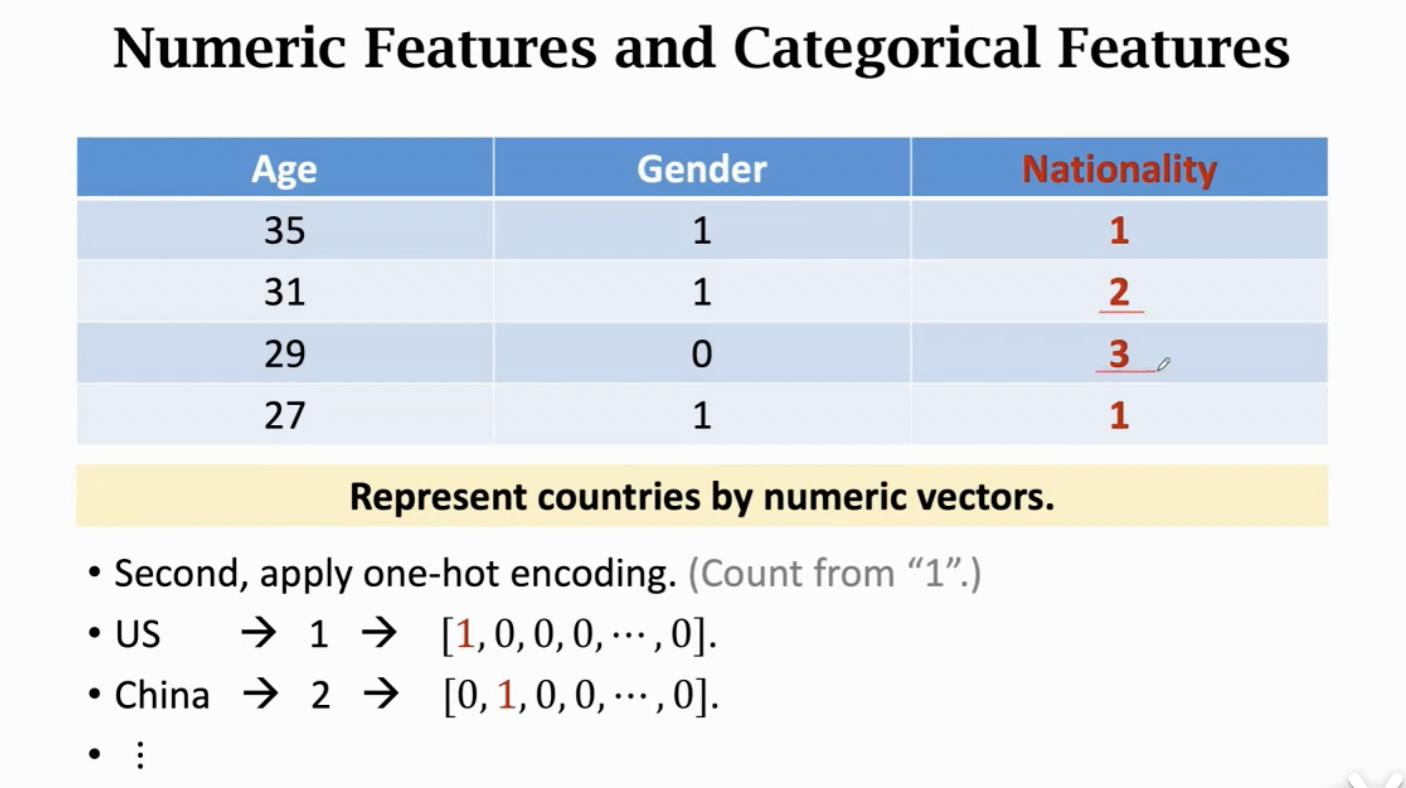 Numeric Features and Categorical Features
Age Gender Nationality
35 1 1
31 1 2
29 0 3
27 1 1
Represent countries by numeric vectors.
• Second, apply one-hot encoding. (Count from “1”.)
• US → 1 → [1, 0, 0, 0, ⋯ , 0].
• China → 2 → [0, 1, 0, 0, ⋯ , 0].
• ⋮